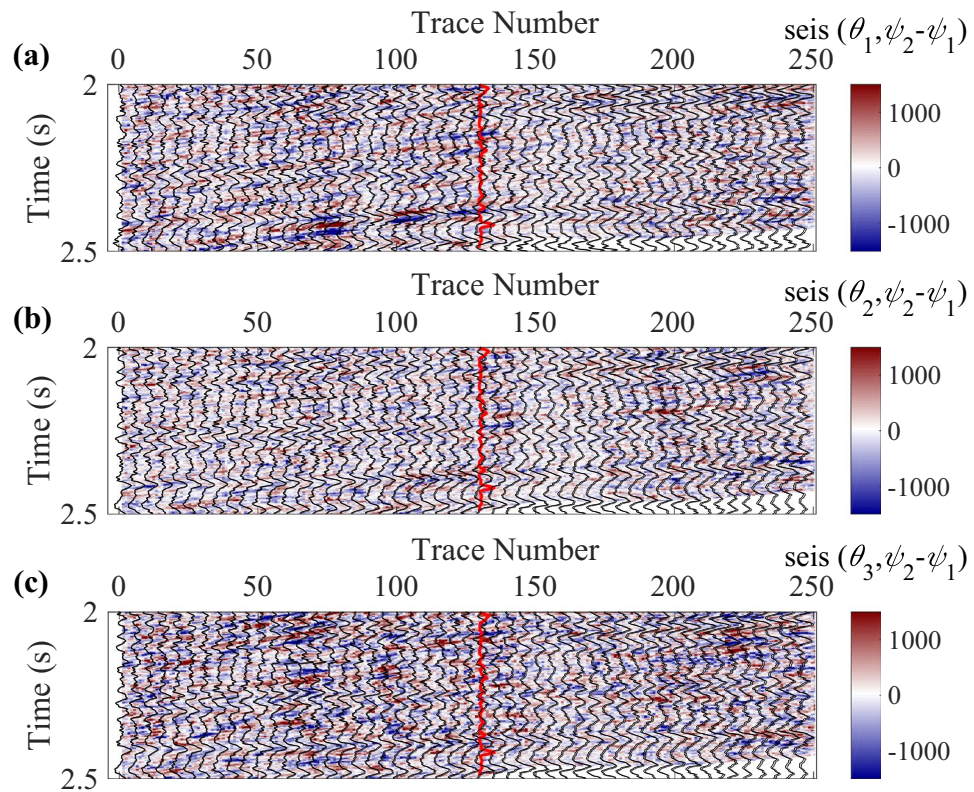 Trace Number
seis (θ1,ψ2-ψ1)
(a)
0 50 100 150 200 250
2
Time (s)
2.5
1000
0
-1000
Trace Number
seis (θ2,ψ2-ψ1)
(b)
0 50 100 150 200 250
2
Time (s)
2.5
1000
0
-1000
Trace Number
seis (θ3,ψ2-ψ1)
(c)
0 50 100 150 200 250
2
Time (s)
2.5
1000
0
-1000